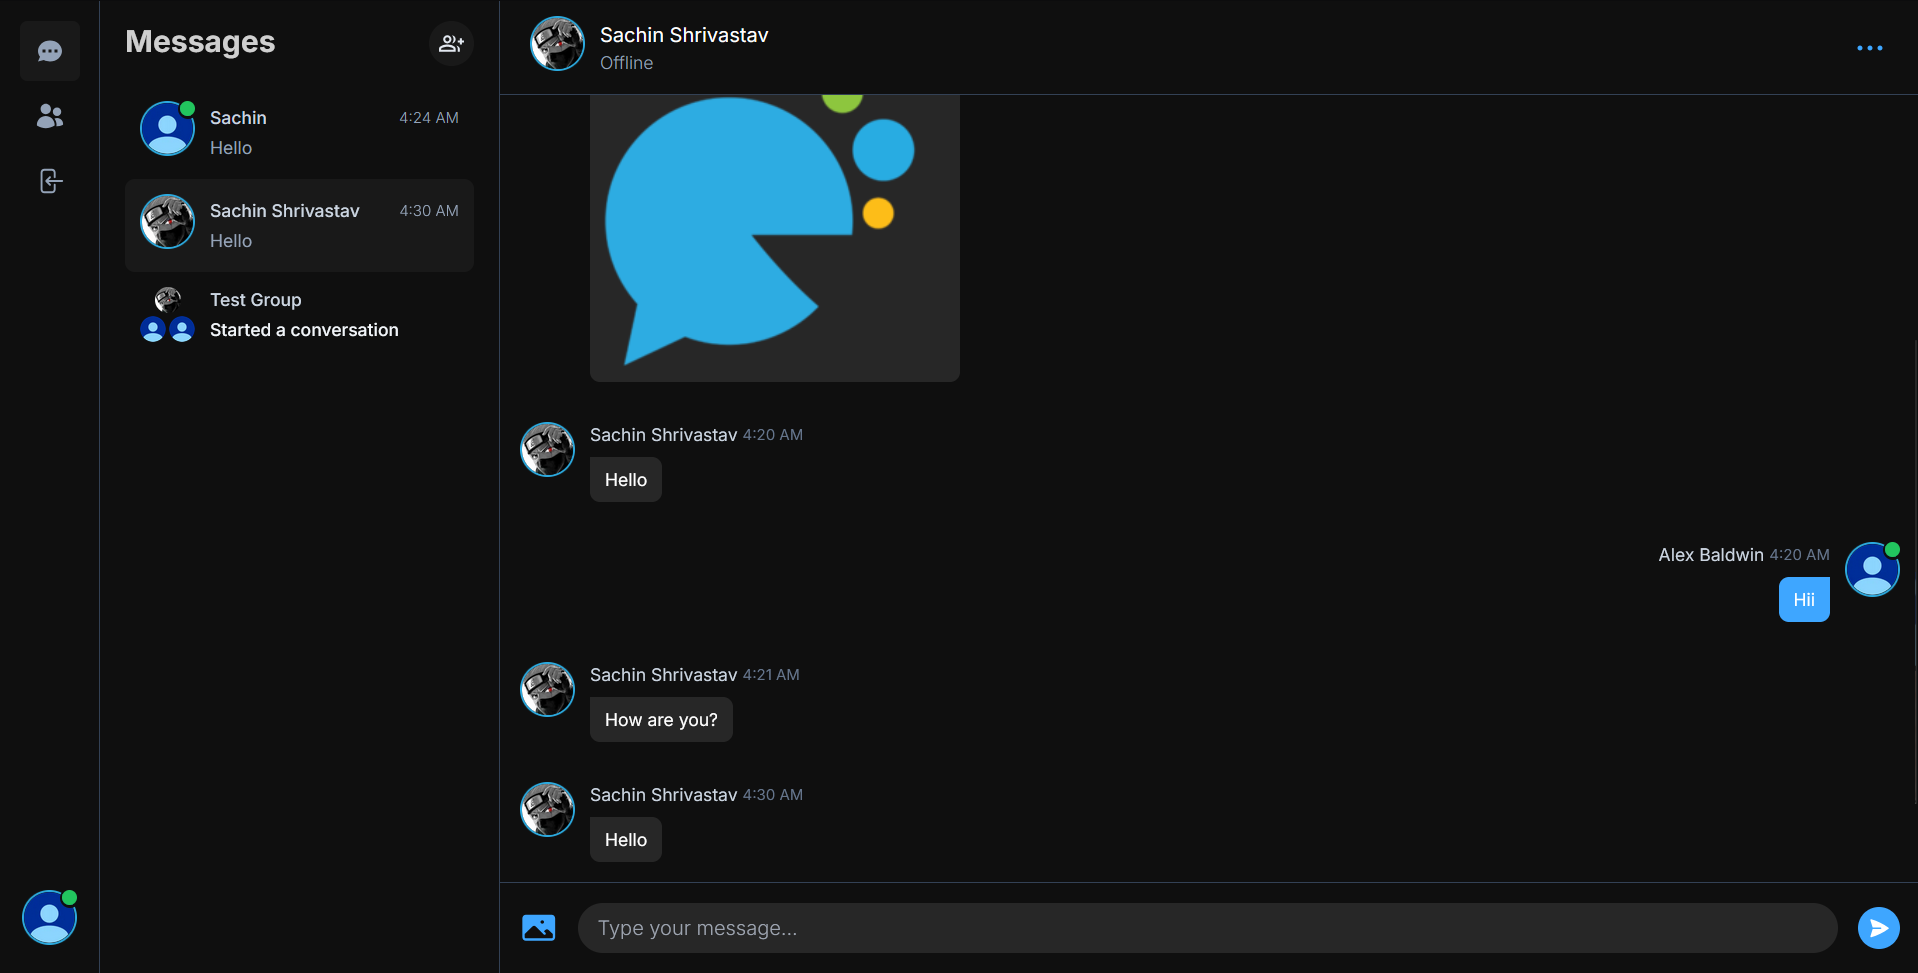 Messages
Sachin 4:24 AM
Hello
Sachin Shrivastav 4:30 AM
Hello
Test Group
Started a conversation
Sachin Shrivastav
Offline
Sachin Shrivastav 4:20 AM
Hello
Alex Baldwin 4:20 AM
Hii
Sachin Shrivastav 4:21 AM
How are you?
Sachin Shrivastav 4:30 AM
Hello
Type your message...